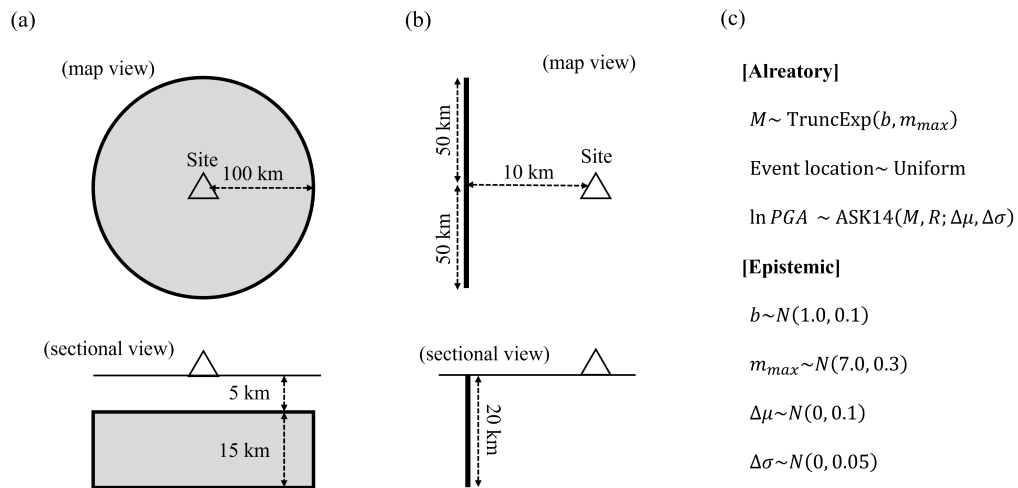 (a)
(map view)
Site
100 km
(sectional view)
5 km
15 km
(b)
(map view)
50 km
50 km
10 km
Site
(sectional view)
20 km
(c)
[Alreatory]
M~ TruncExp(b, m_max)
Event location~ Uniform
ln PGA ~ ASK14(M, R; Δμ, Δσ)
[Epistemic]
b~N(1.0, 0.1)
m_max~N(7.0, 0.3)
Δμ~N(0, 0.1)
Δσ~N(0, 0.05)